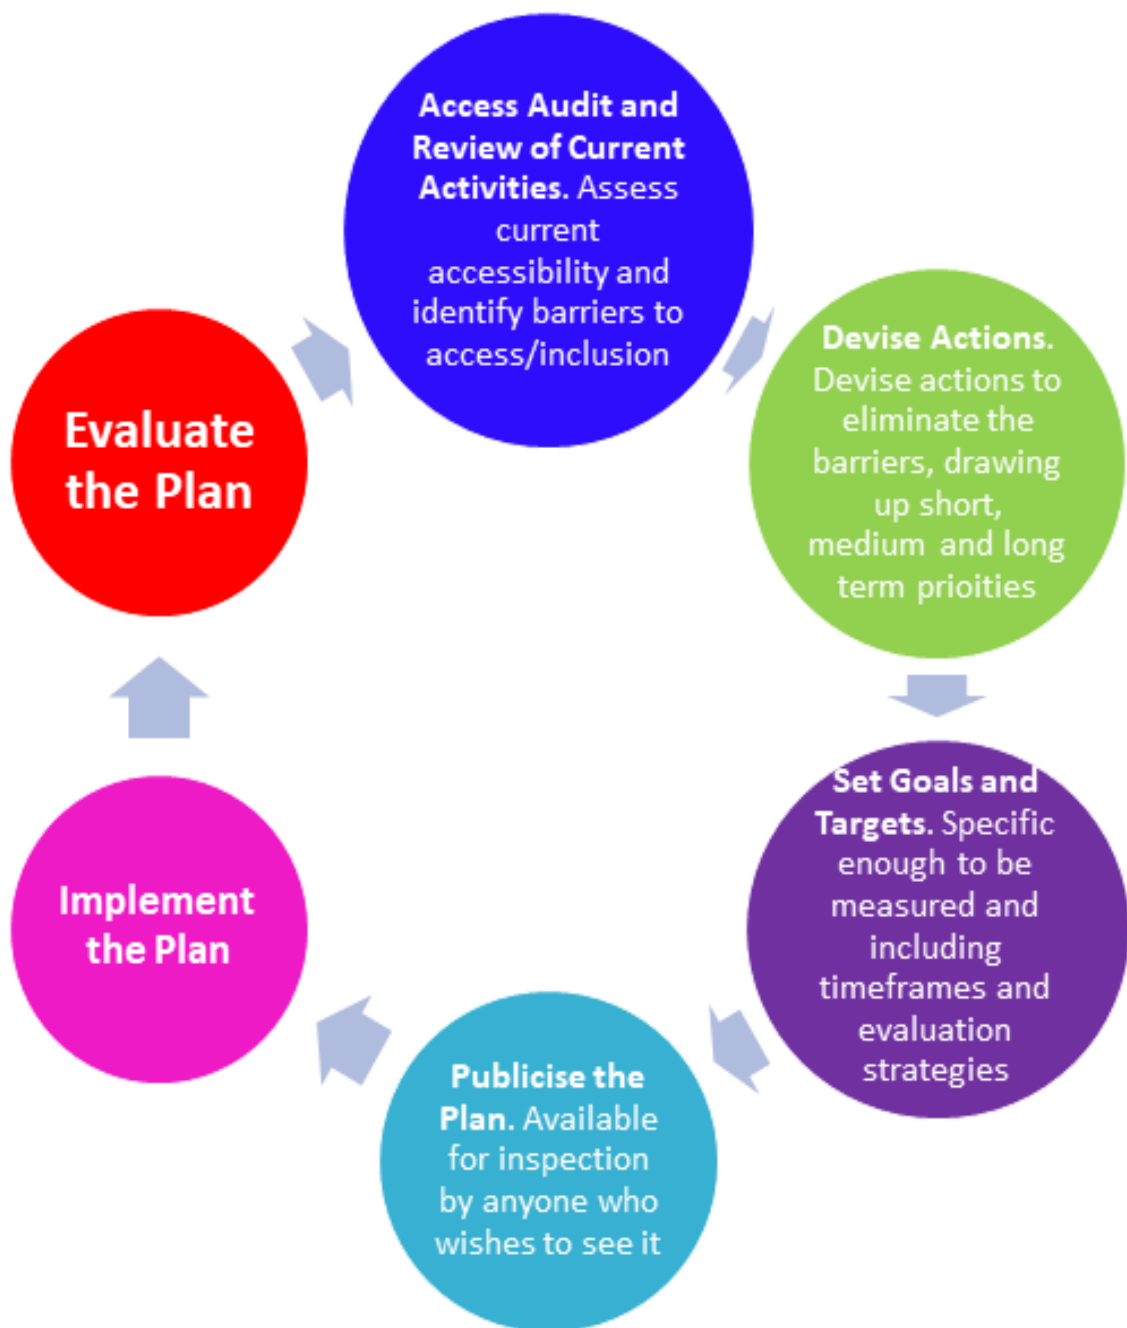 Access Audit and
Review of Current
Activities. Assess
current
accessibility and
identify barriers to
access/inclusion
Devise Actions.
Devise actions to
eliminate the
barriers, drawing
up short,
medium and long
term prioities
Set Goals and
Targets. Specific
enough to be
measured and
including
timeframes and
evaluation
strategies
Publicise the
Plan. Available
for inspection
by anyone who
wishes to see it
Implement
the Plan
Evaluate
the Plan